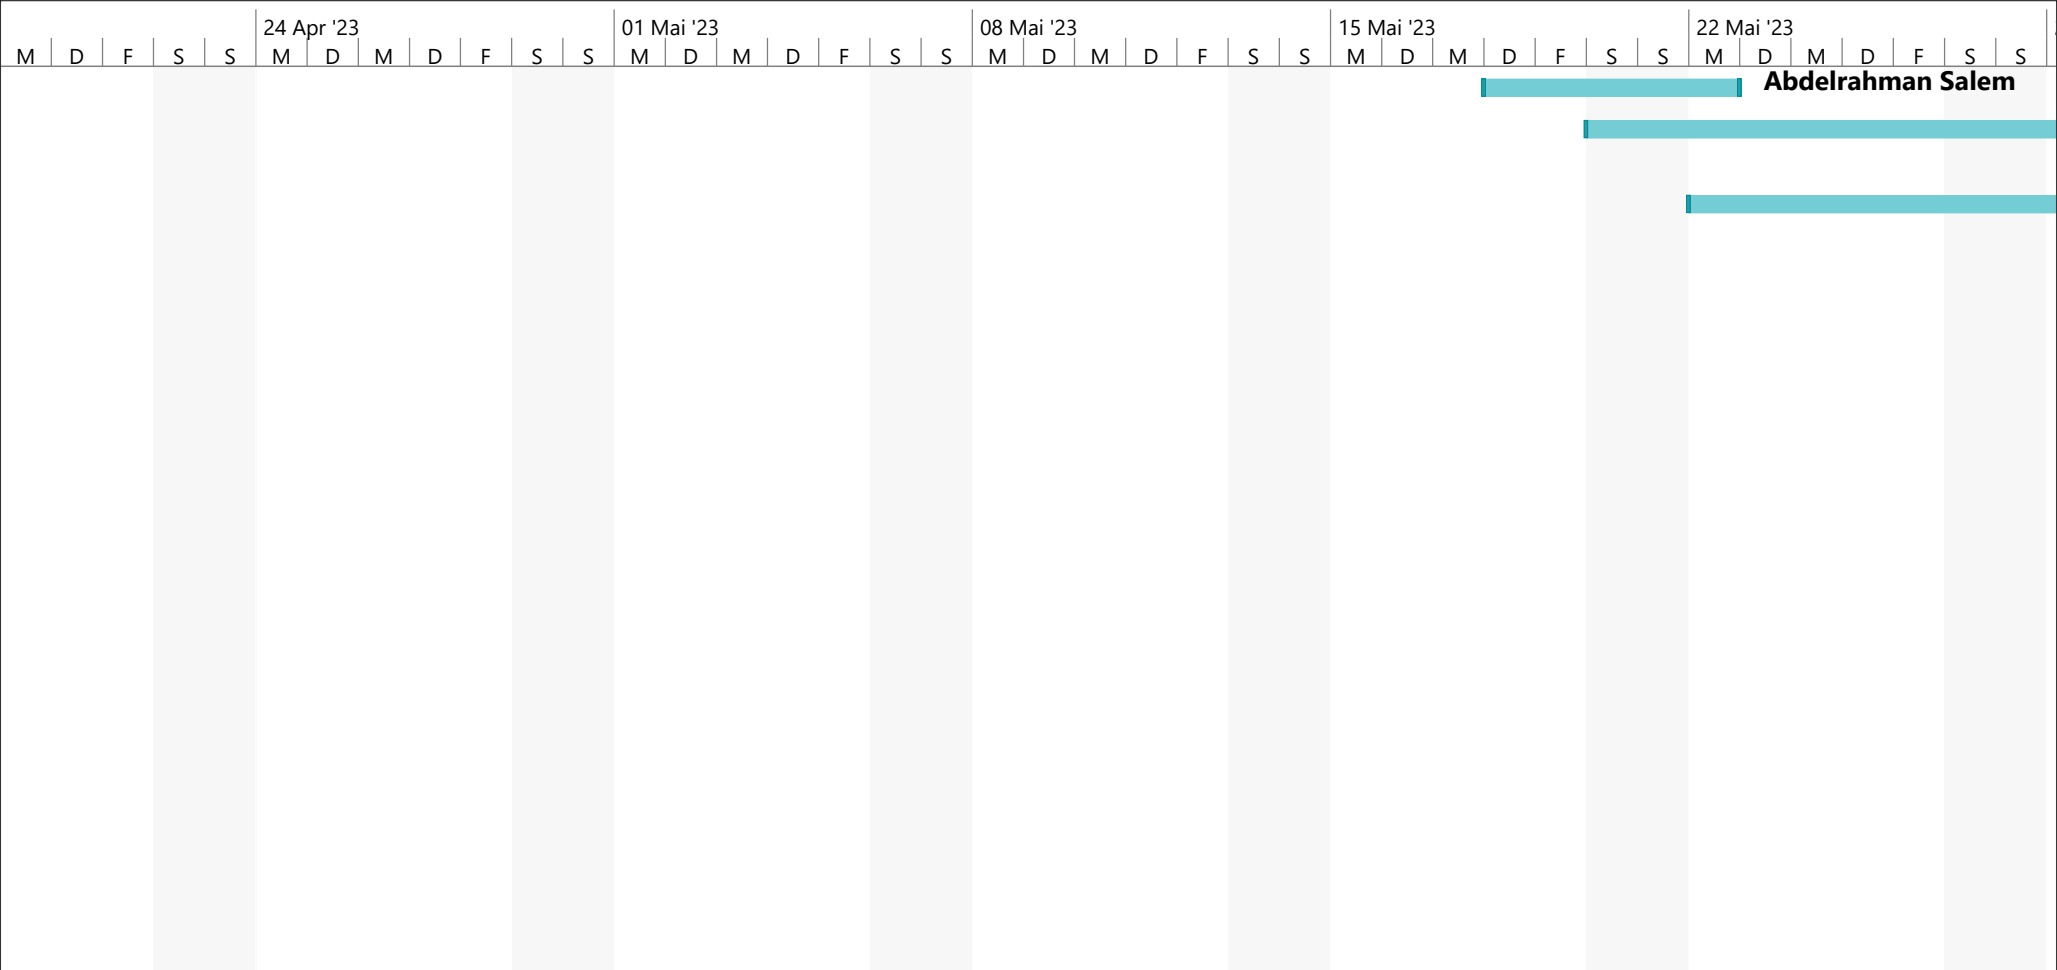 24 Apr '23 01 Mai '23 08 Mai '23 15 Mai '23 22 Mai '23
M D F S S M D M D F S S M D M D F S S M D M D F S S M D M D F S S M D M D F S S
Abdelrahman Salem